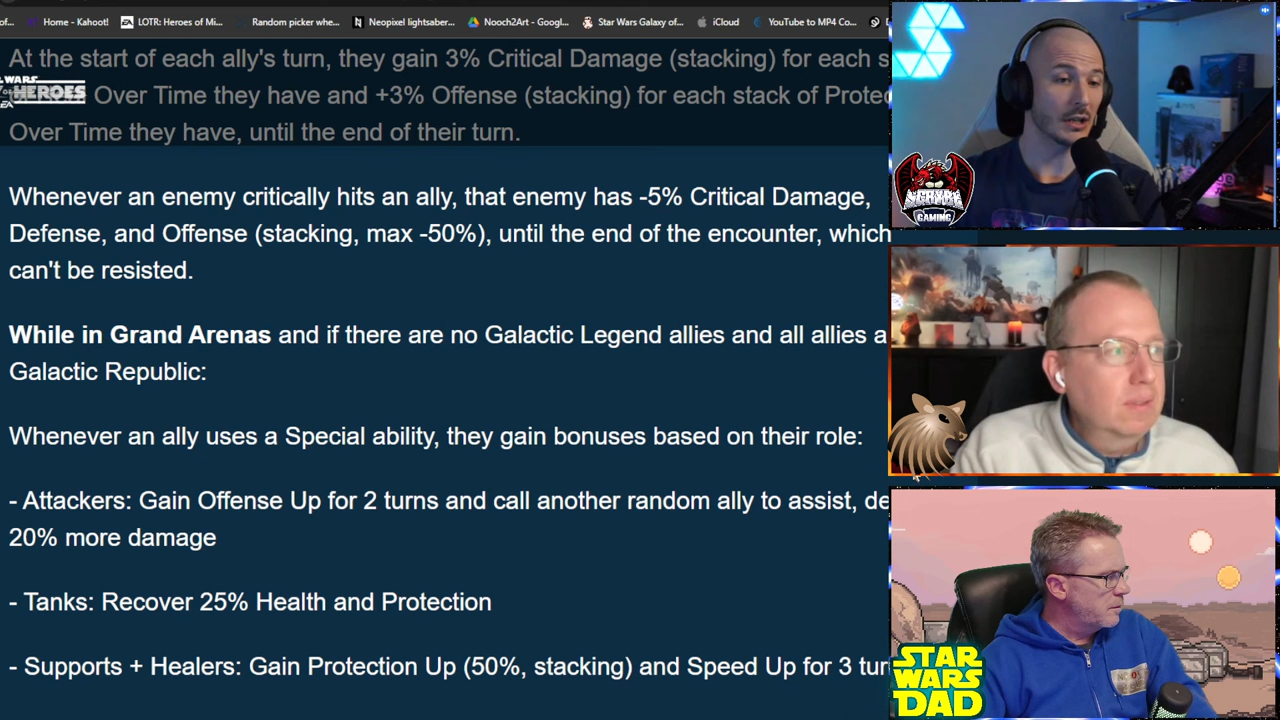 of...
Home - Kahoot!
LOTR: Heroes of Mi...
Random picker whe...
Neopixel lightsaber...
Nooch2Art - Googl...
Star Wars Galaxy of...
iCloud
YouTube to MP4 Co...
At the start of each ally's turn, they gain 3% Critical Damage (stacking) for each s
STAR WARS
HEROES
EA
Over Time they have and +3% Offense (stacking) for each stack of Protec
Over Time they have, until the end of their turn.
Whenever an enemy critically hits an ally, that enemy has -5% Critical Damage,
Defense, and Offense (stacking, max -50%), until the end of the encounter, which
can't be resisted.
While in Grand Arenas and if there are no Galactic Legend allies and all allies a
Galactic Republic:
Whenever an ally uses a Special ability, they gain bonuses based on their role:
- Attackers: Gain Offense Up for 2 turns and call another random ally to assist, de
20% more damage
- Tanks: Recover 25% Health and Protection
- Supports + Healers: Gain Protection Up (50%, stacking) and Speed Up for 3 tur
GAMING
STAR
WARS
DAD